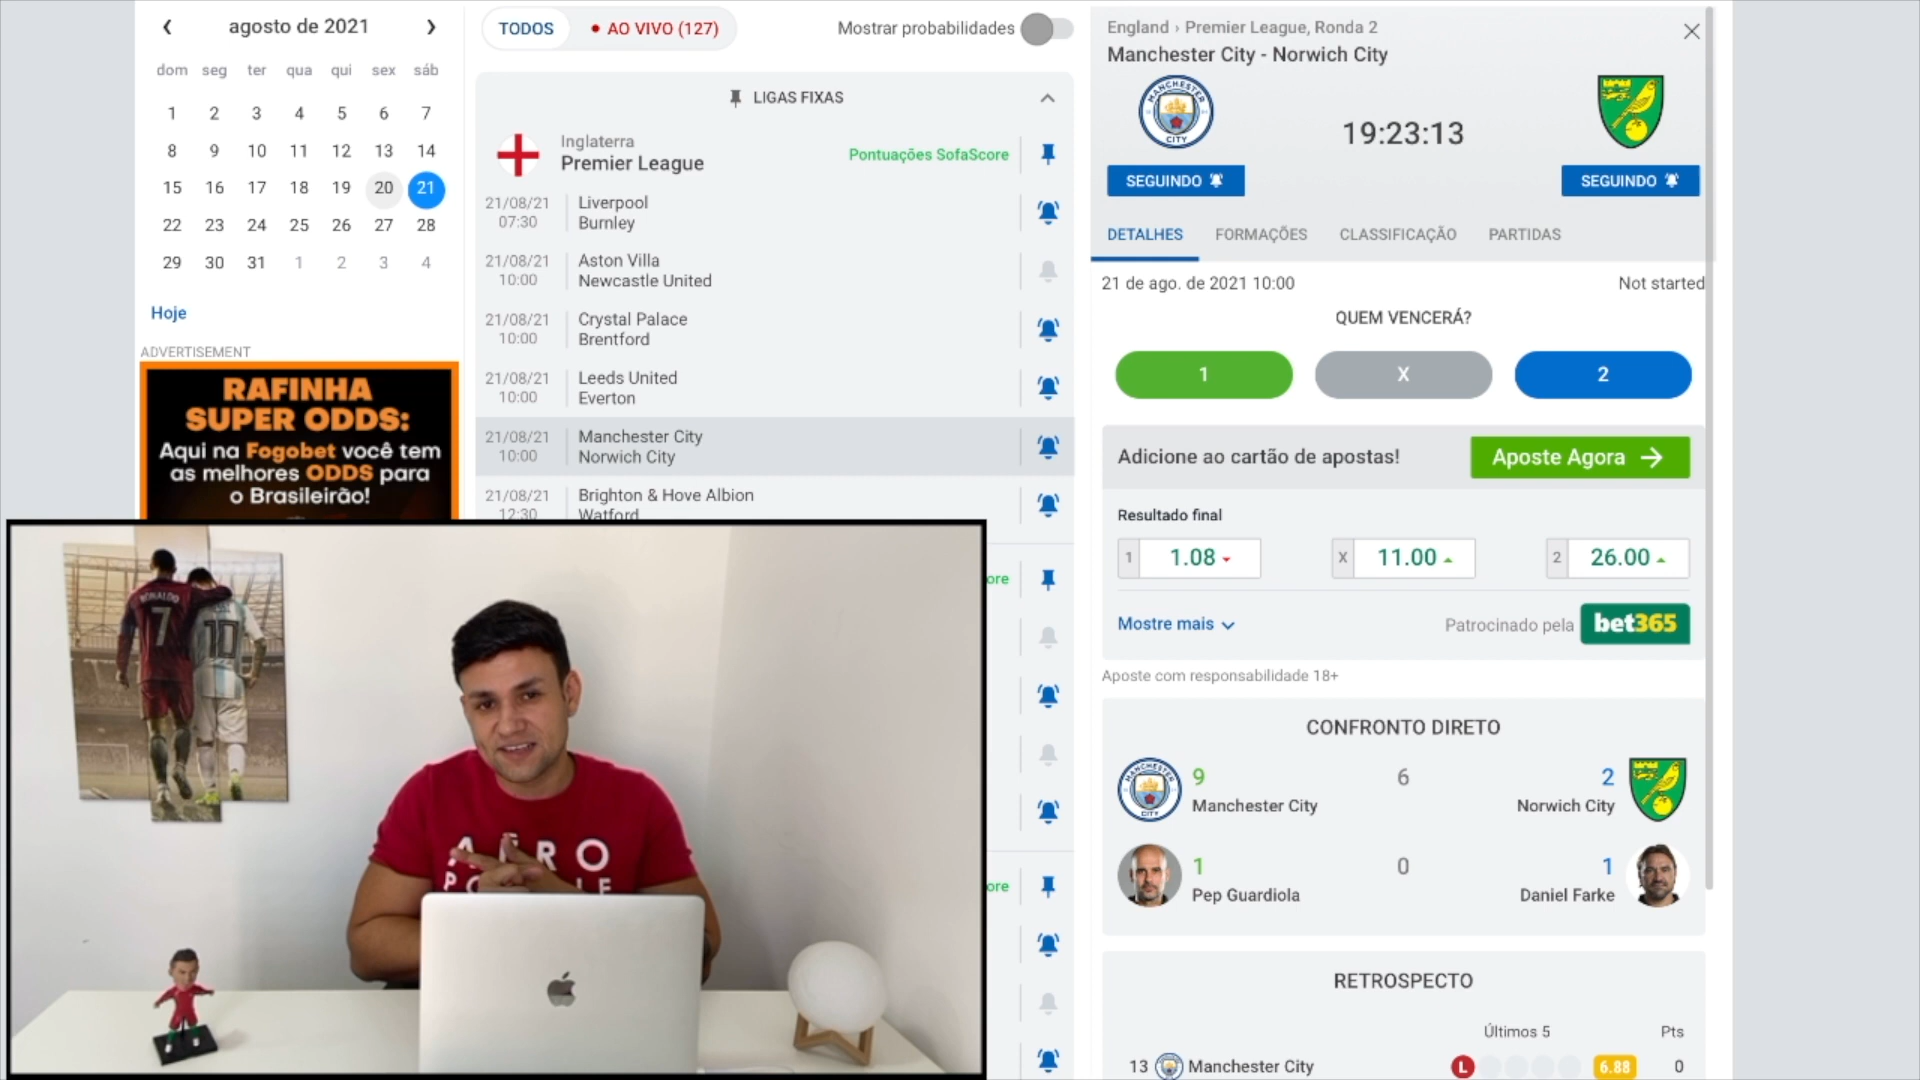 agosto de 2021
dom seg ter qua qui sex sáb
1 2 3 4 5 6 7
8 9 10 11 12 13 14
15 16 17 18 19 20 21
22 23 24 25 26 27 28
29 30 31 1 2 3 4
Hoje
ADVERTISEMENT
RAFINHA
SUPER ODDS:
Aqui na Fogobet você tem
as melhores ODDS para
o Brasileirão!
TODOS
AO VIVO (127)
Mostrar probabilidades
LIGAS FIXAS
Inglaterra
Premier League
Pontuações SofaScore
21/08/21 Liverpool
07:30 Burnley
21/08/21 Aston Villa
10:00 Newcastle United
21/08/21 Crystal Palace
10:00 Brentford
21/08/21 Leeds United
10:00 Everton
21/08/21 Manchester City
10:00 Norwich City
21/08/21 Brighton & Hove Albion
12:30 Watford
ore
ore
England › Premier League, Ronda 2
Manchester City - Norwich City
MANCHESTER
CITY
19:23:13
SEGUINDO
SEGUINDO
DETALHES FORMAÇÕES CLASSIFICAÇÃO PARTIDAS
21 de ago. de 2021 10:00 Not started
QUEM VENCERÁ?
1 X 2
Adicione ao cartão de apostas!
Aposte Agora
Resultado final
1 1.08 X 11.00 2 26.00
Mostre mais
Patrocinado pela bet365
Aposte com responsabilidade 18+
CONFRONTO DIRETO
MANCHESTER
CITY
9 6 2
Manchester City Norwich City
1 0 1
Pep Guardiola Daniel Farke
RETROSPECTO
Últimos 5 Pts
13 Manchester City L 6.88 0
RONALDO
7
10
AERO